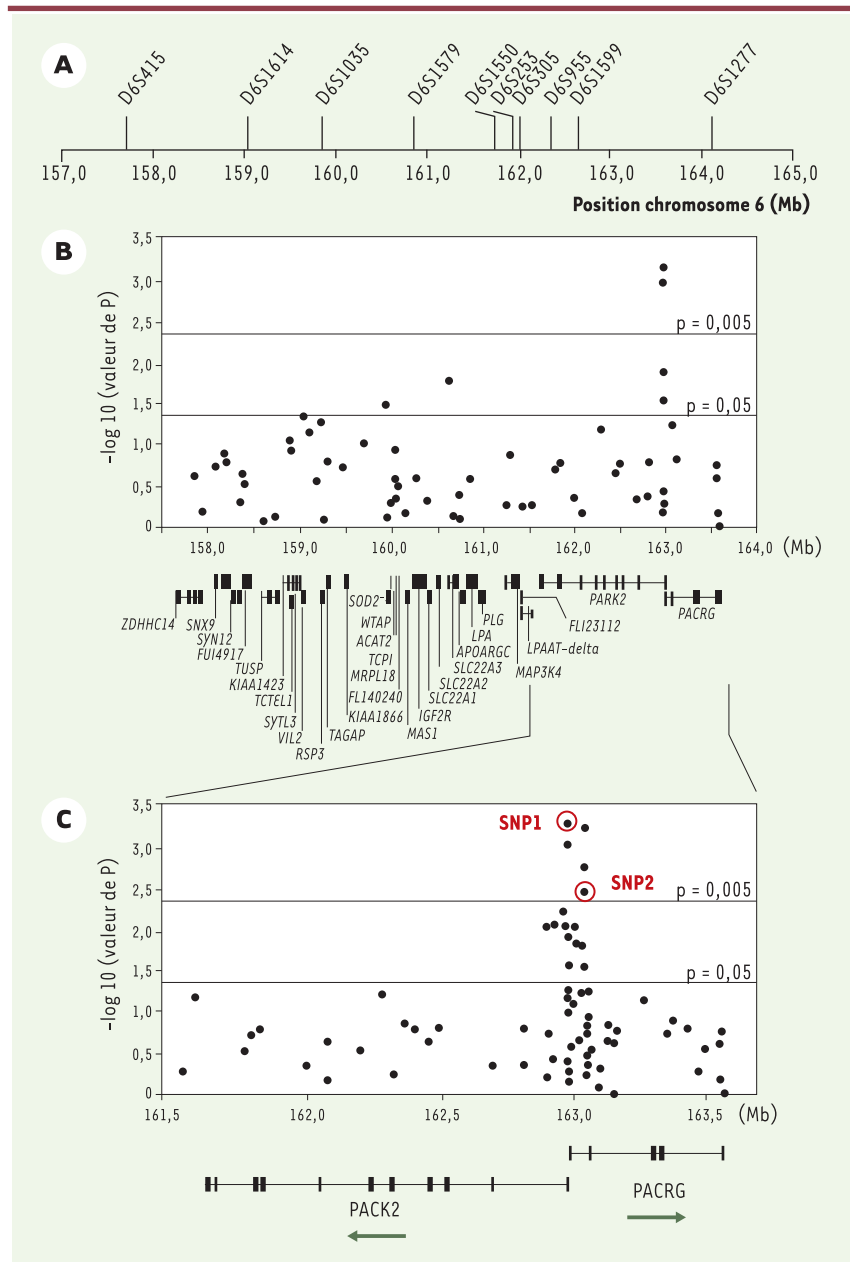 A
D6S415
D6S1614
D6S1035
D6S1579
D6S1550
D6S253
D6S305
D6S955
D6S1599
D6S1277
157,0 158,0 159,0 160,0 161,0 162,0 163,0 164,0 165,0
Position chromosome 6 (Mb)
B
-log 10 (valeur de P)
3,5
3,0
2,5
p = 0,005
2,0
1,5
p = 0,05
1,0
0,5
0
158,0 159,0 160,0 161,0 162,0 163,0 164,0 (Mb)
ZDHHC14
SNX9
SYN12
FUI4917
TUSP
KIAA1423
TCTEL1
SYTL3
VIL2
RSP3
TAGAP
SOD2
WTAP
ACAT2
TCPI
MRPL18
FL140240
KIAA1866
MAS1
IGF2R
SLC22A1
SLC22A2
SLC22A3
APOARGC
LPA
PLG
MAP3K4
LPAAT-delta
FLI23112
PARK2
PACRG
C
-log 10 (valeur de P)
3,5
SNP1
3,0
2,5
SNP2
p = 0,005
2,0
1,5
p = 0,05
1,0
0,5
0
161,5 162,0 162,5 163,0 163,5 (Mb)
PACK2
PACRG